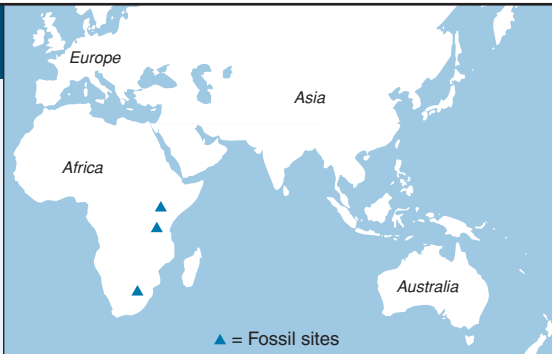 Europe
Asia
Africa
Australia
▲ = Fossil sites